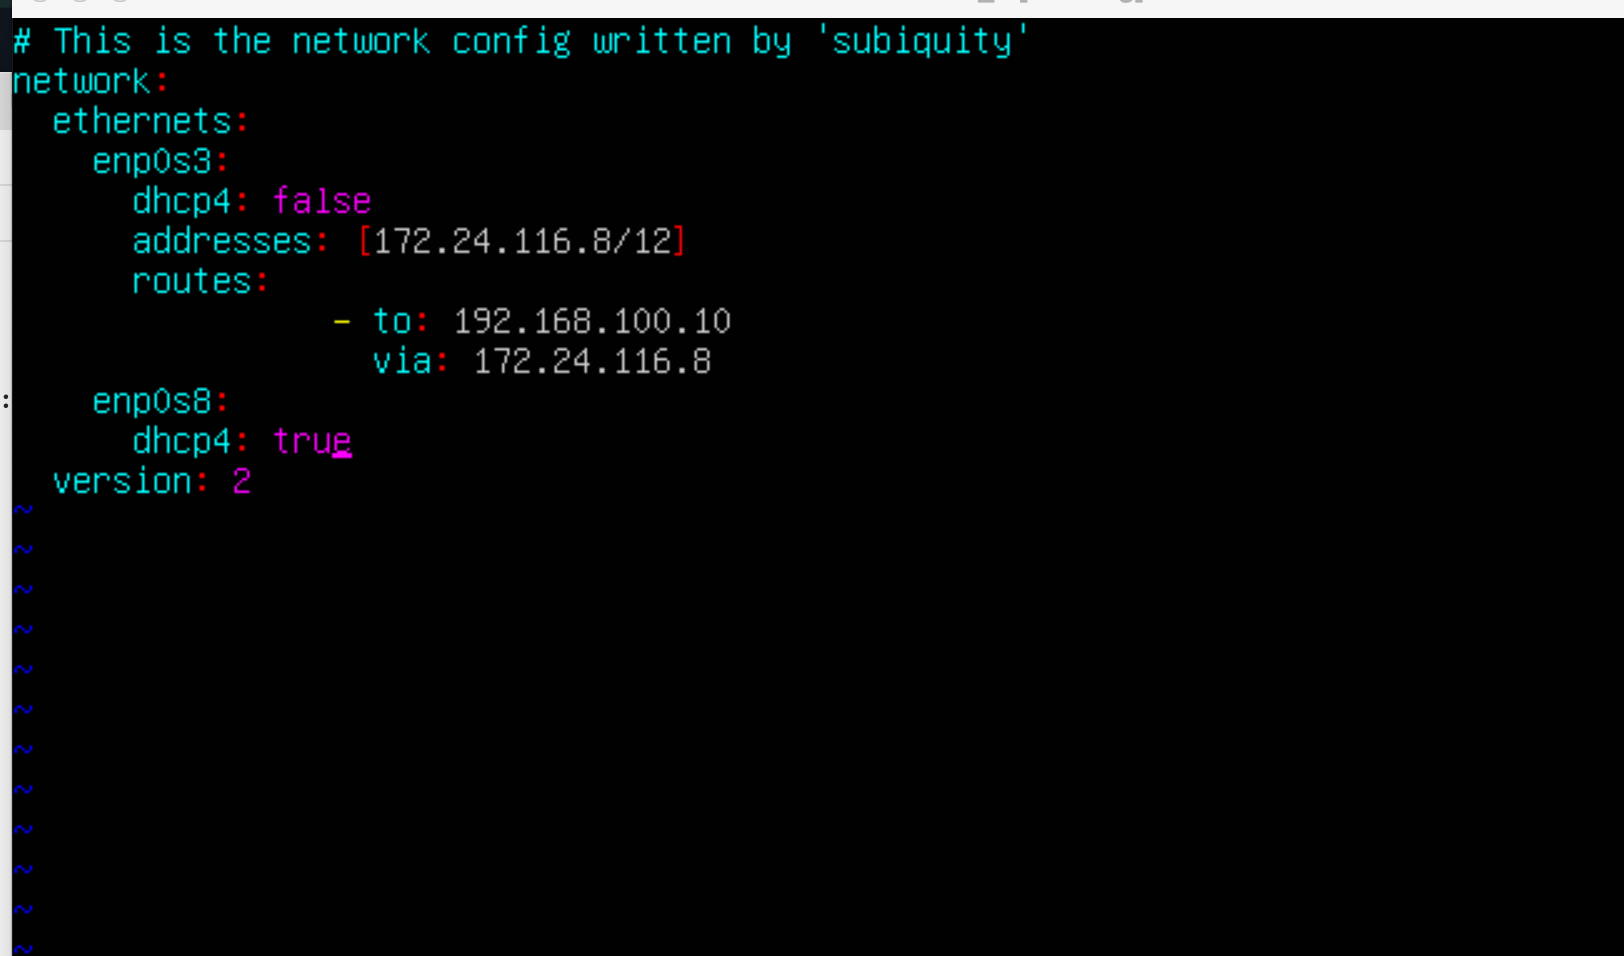 # This is the network config written by 'subiquity'
network:
  ethernets:
    enp0s3:
      dhcp4: false
      addresses: [172.24.116.8/12]
      routes:
                - to: 192.168.100.10
                  via: 172.24.116.8
    enp0s8:
      dhcp4: true
  version: 2
~
~
~
~
~
~
~
~
~
~
~
~